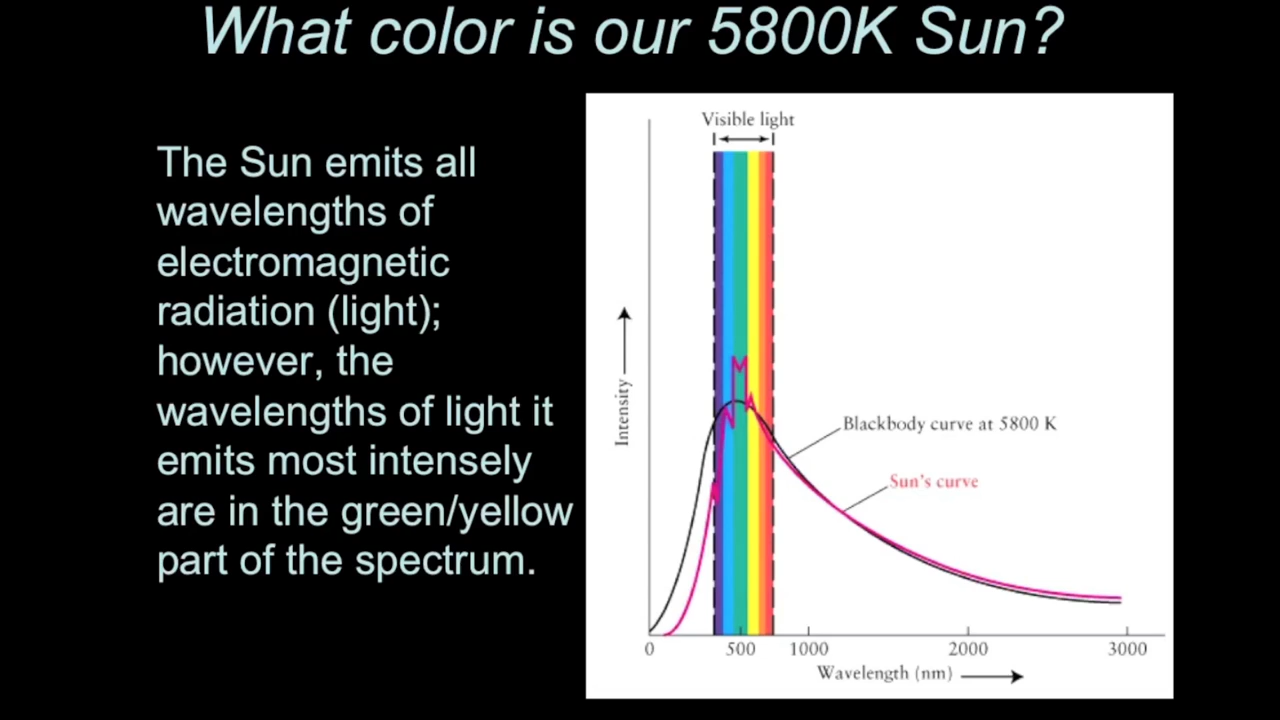 What color is our 5800K Sun?
The Sun emits all
wavelengths of
electromagnetic
radiation (light);
however, the
wavelengths of light it
emits most intensely
are in the green/yellow
part of the spectrum.
Visible light
Intensity
Blackbody curve at 5800 K
Sun's curve
0 500 1000 2000 3000
Wavelength (nm)